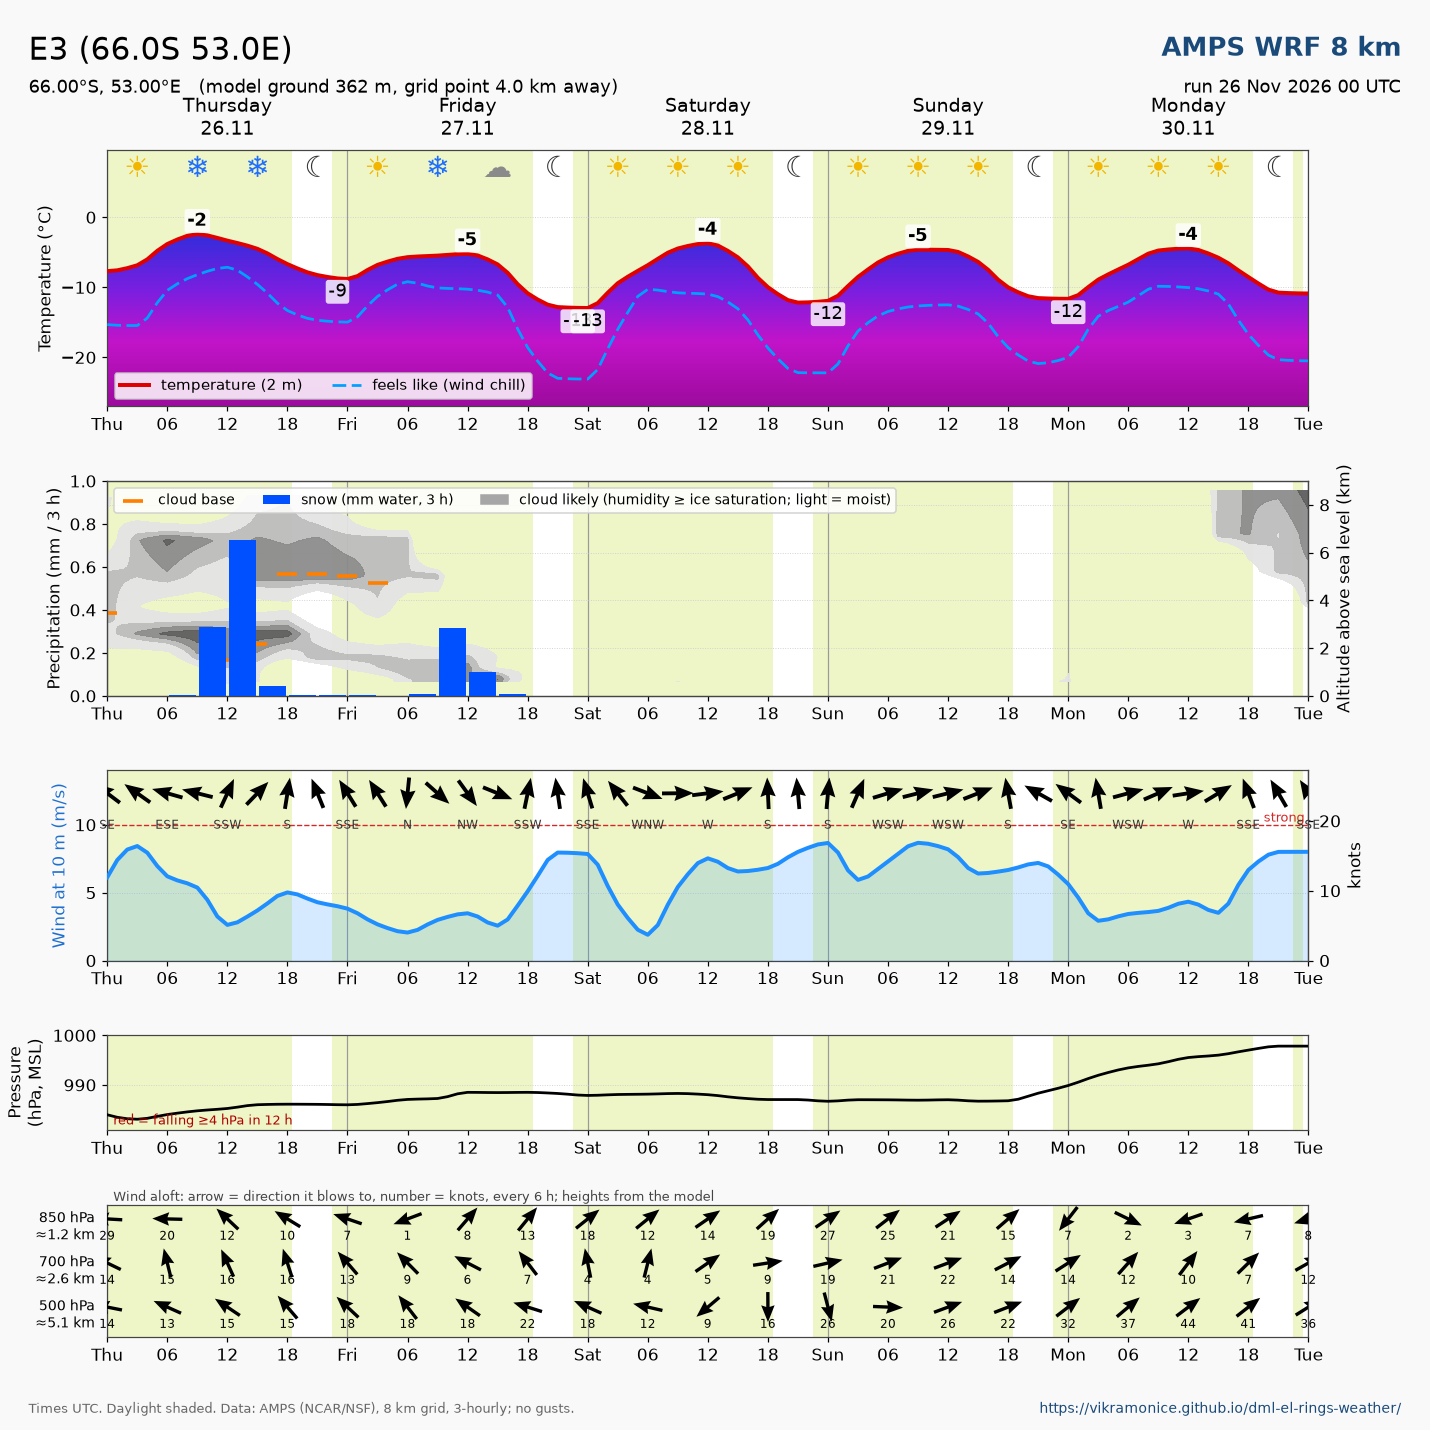 E3 (66.0S 53.0E)
AMPS WRF 8 km
66.00°S, 53.00°E (model ground 362 m, grid point 4.0 km away)
run 26 Nov 2026 00 UTC
Thursday Friday Saturday Sunday Monday
26.11 27.11 28.11 29.11 30.11
Temperature (°C)
0
−10
−20
-2
-9
-5
-13
-4
-12
-5
-12
-4
temperature (2 m)
feels like (wind chill)
Thu 06 12 18 Fri 06 12 18 Sat 06 12 18 Sun 06 12 18 Mon 06 12 18 Tue
Precipitation (mm / 3 h)
1.0
0.8
0.6
0.4
0.2
0.0
cloud base
snow (mm water, 3 h)
cloud likely (humidity ≥ ice saturation; light = moist)
8
6
4
2
0
Altitude above sea level (km)
Thu 06 12 18 Fri 06 12 18 Sat 06 12 18 Sun 06 12 18 Mon 06 12 18 Tue
Wind at 10 m (m/s)
10
5
0
SE ESE SSW S SSE N NW SSW SSE WNW W S S WSW WSW S SE WSW W SSE SSE
strong
20
10
0
knots
Thu 06 12 18 Fri 06 12 18 Sat 06 12 18 Sun 06 12 18 Mon 06 12 18 Tue
Pressure
(hPa, MSL)
1000
990
red = falling ≥4 hPa in 12 h
Thu 06 12 18 Fri 06 12 18 Sat 06 12 18 Sun 06 12 18 Mon 06 12 18 Tue
Wind aloft: arrow = direction it blows to, number = knots, every 6 h; heights from the model
850 hPa
≈1.2 km 29 20 12 10 7 1 8 13 18 12 14 19 27 25 21 15 7 2 3 7 8
700 hPa
≈2.6 km 14 15 16 16 13 9 6 7 4 4 5 9 19 21 22 14 14 12 10 7 12
500 hPa
≈5.1 km 14 13 15 15 18 18 18 22 18 12 9 16 26 20 26 22 32 37 44 41 36
Thu 06 12 18 Fri 06 12 18 Sat 06 12 18 Sun 06 12 18 Mon 06 12 18 Tue
Times UTC. Daylight shaded. Data: AMPS (NCAR/NSF), 8 km grid, 3-hourly; no gusts.
https://vikramonice.github.io/dml-el-rings-weather/